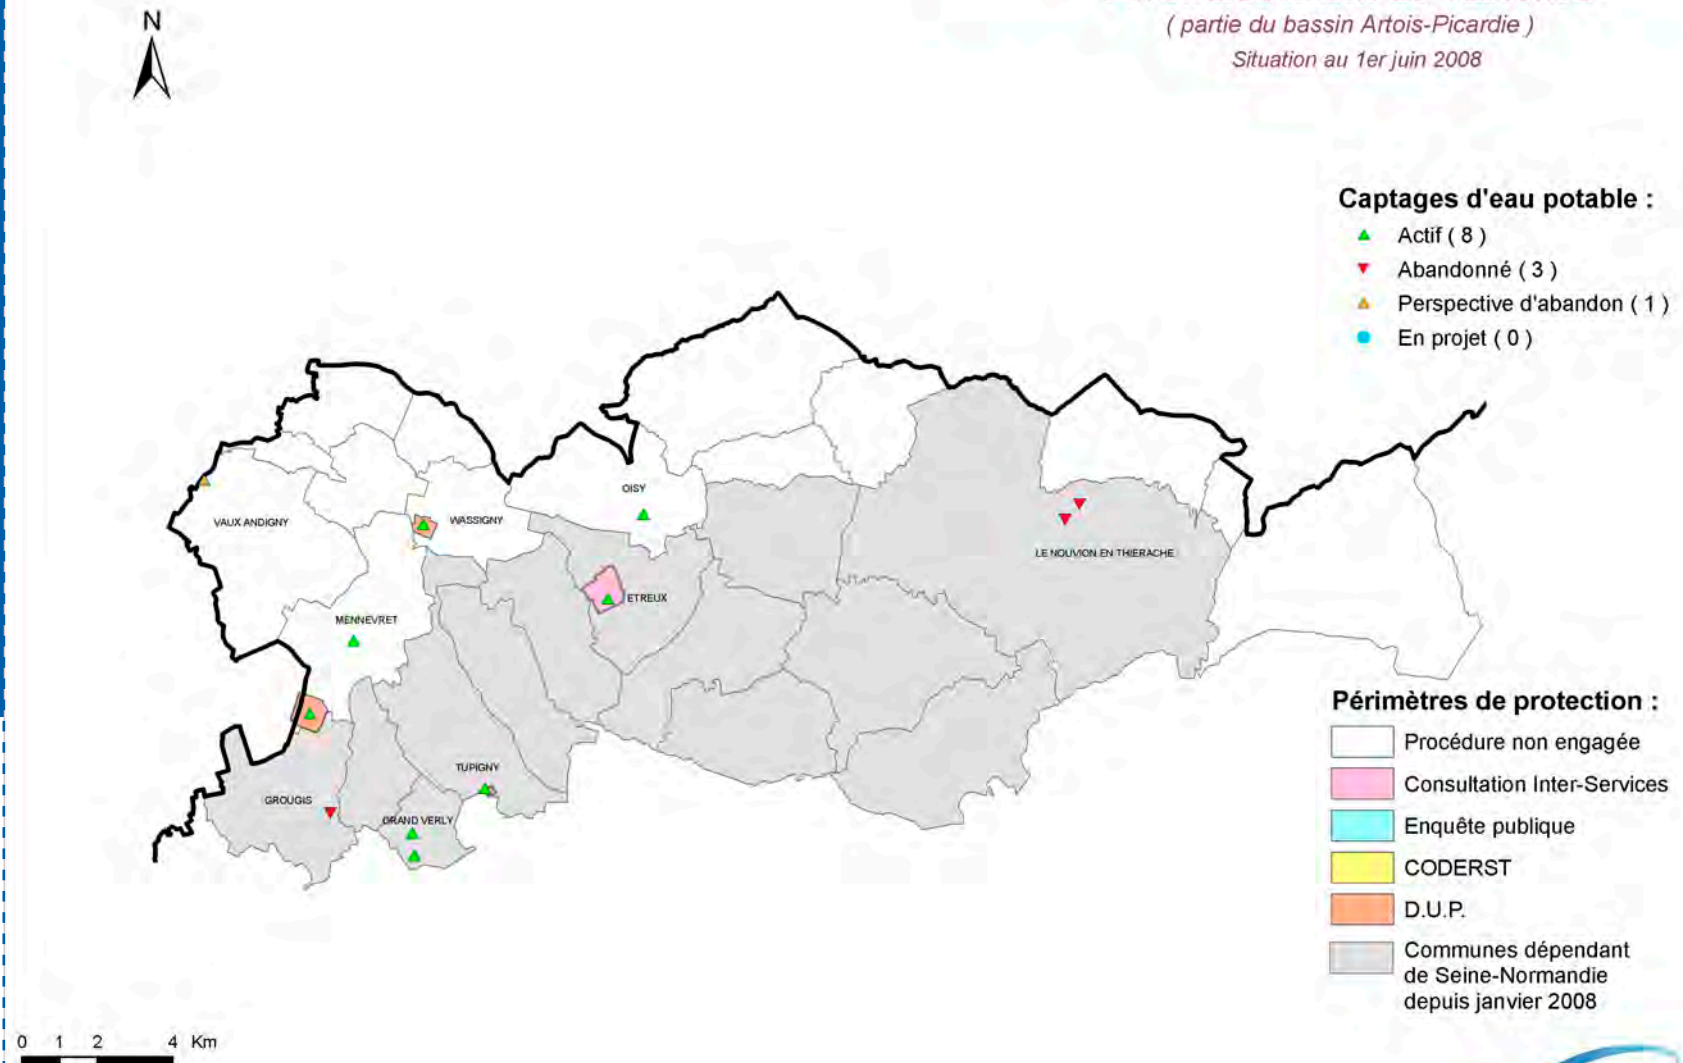 N
( partie du bassin Artois-Picardie )
Situation au 1er juin 2008
Captages d'eau potable :
Actif ( 8 )
Abandonné ( 3 )
Perspective d'abandon ( 1 )
En projet ( 0 )
OISY
VAUX ANDIGNY
WASSIGNY
LE NOUVION EN THIERACHE
ETREUX
MENNEVRET
TUPIGNY
GROUGIS
GRAND VERLY
Périmètres de protection :
Procédure non engagée
Consultation Inter-Services
Enquête publique
CODERST
D.U.P.
Communes dépendant
de Seine-Normandie
depuis janvier 2008
0 1 2 4 Km